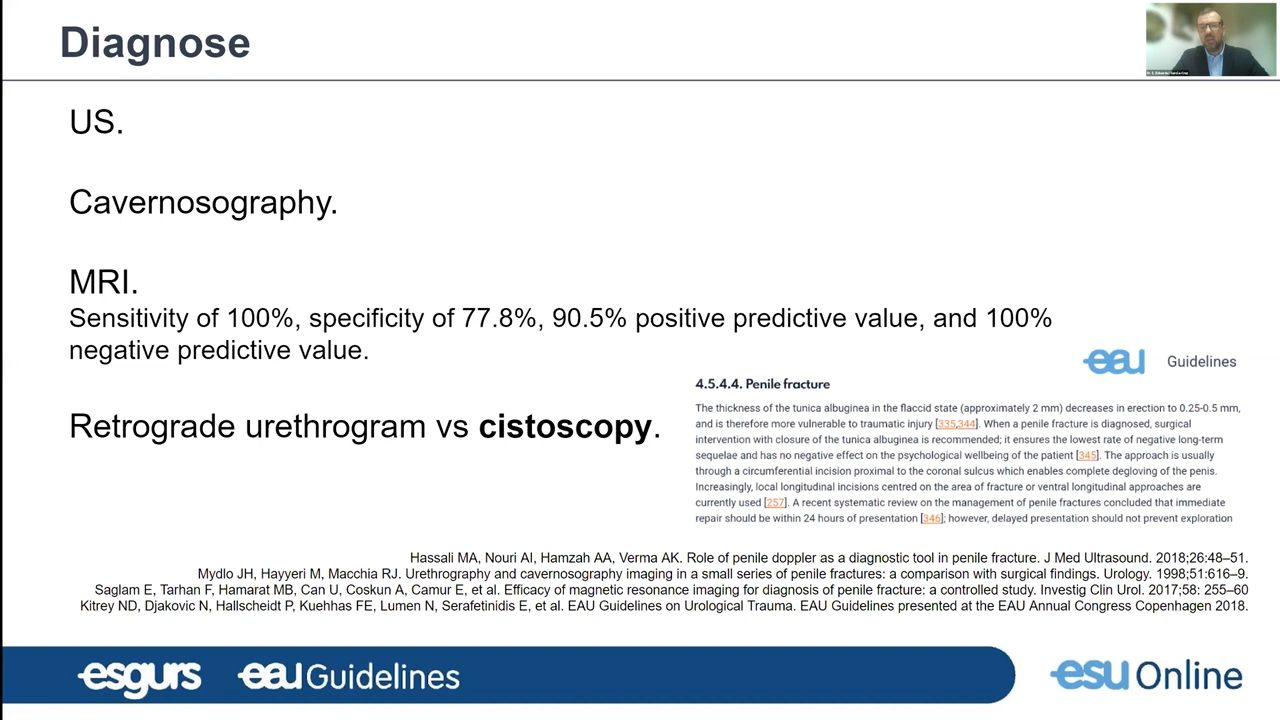 Diagnose
US.
Cavernosography.
MRI.
Sensitivity of 100%, specificity of 77.8%, 90.5% positive predictive value, and 100%
negative predictive value.
Retrograde urethrogram vs cistoscopy.
eau Guidelines
4.5.4.4. Penile fracture
The thickness of the tunica albuginea in the flaccid state (approximately 2 mm) decreases in erection to 0.25-0.5 mm,
and is therefore more vulnerable to traumatic injury [335,344]. When a penile fracture is diagnosed, surgical
intervention with closure of the tunica albuginea is recommended; it ensures the lowest rate of negative long-term
sequelae and has no negative effect on the psychological wellbeing of the patient [345]. The approach is usually
through a circumferential incision proximal to the coronal sulcus which enables complete degloving of the penis.
Increasingly, local longitudinal incisions centred on the area of fracture or ventral longitudinal approaches are
currently used [257]. A recent systematic review on the management of penile fractures concluded that immediate
repair should be within 24 hours of presentation [346]; however, delayed presentation should not prevent exploration
Hassali MA, Nouri AI, Hamzah AA, Verma AK. Role of penile doppler as a diagnostic tool in penile fracture. J Med Ultrasound. 2018;26:48–51.
Mydlo JH, Hayyeri M, Macchia RJ. Urethrography and cavernosography imaging in a small series of penile fractures: a comparison with surgical findings. Urology. 1998;51:616–9.
Saglam E, Tarhan F, Hamarat MB, Can U, Coskun A, Camur E, et al. Efficacy of magnetic resonance imaging for diagnosis of penile fracture: a controlled study. Investig Clin Urol. 2017;58: 255–60
Kitrey ND, Djakovic N, Hallscheidt P, Kuehhas FE, Lumen N, Serafetinidis E, et al. EAU Guidelines on Urological Trauma. EAU Guidelines presented at the EAU Annual Congress Copenhagen 2018.
esgurs eau Guidelines esu Online